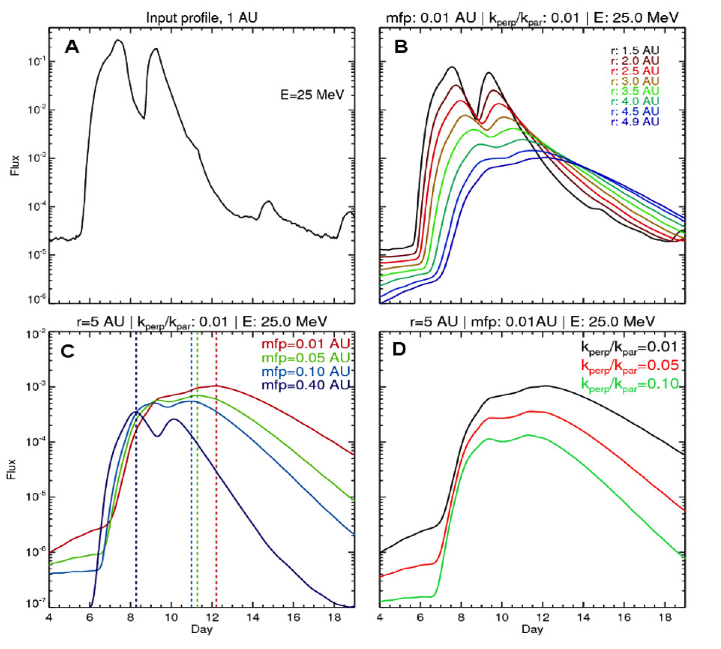 Input profile, 1 AU
A
E=25 MeV
Flux
10⁻¹
10⁻²
10⁻³
10⁻⁴
10⁻⁵
10⁻⁶
mfp: 0.01 AU | kperp/kpar: 0.01 | E: 25.0 MeV
B
r: 1.5 AU
r: 2.0 AU
r: 2.5 AU
r: 3.0 AU
r: 3.5 AU
r: 4.0 AU
r: 4.5 AU
r: 4.9 AU
r=5 AU | kperp/kpar: 0.01 | E: 25.0 MeV
C
mfp=0.01 AU
mfp=0.05 AU
mfp=0.10 AU
mfp=0.40 AU
Flux
10⁻²
10⁻³
10⁻⁴
10⁻⁵
10⁻⁶
10⁻⁷
4 6 8 10 12 14 16 18
Day
r=5 AU | mfp: 0.01AU | E: 25.0 MeV
D
kperp/kpar=0.01
kperp/kpar=0.05
kperp/kpar=0.10
4 6 8 10 12 14 16 18
Day